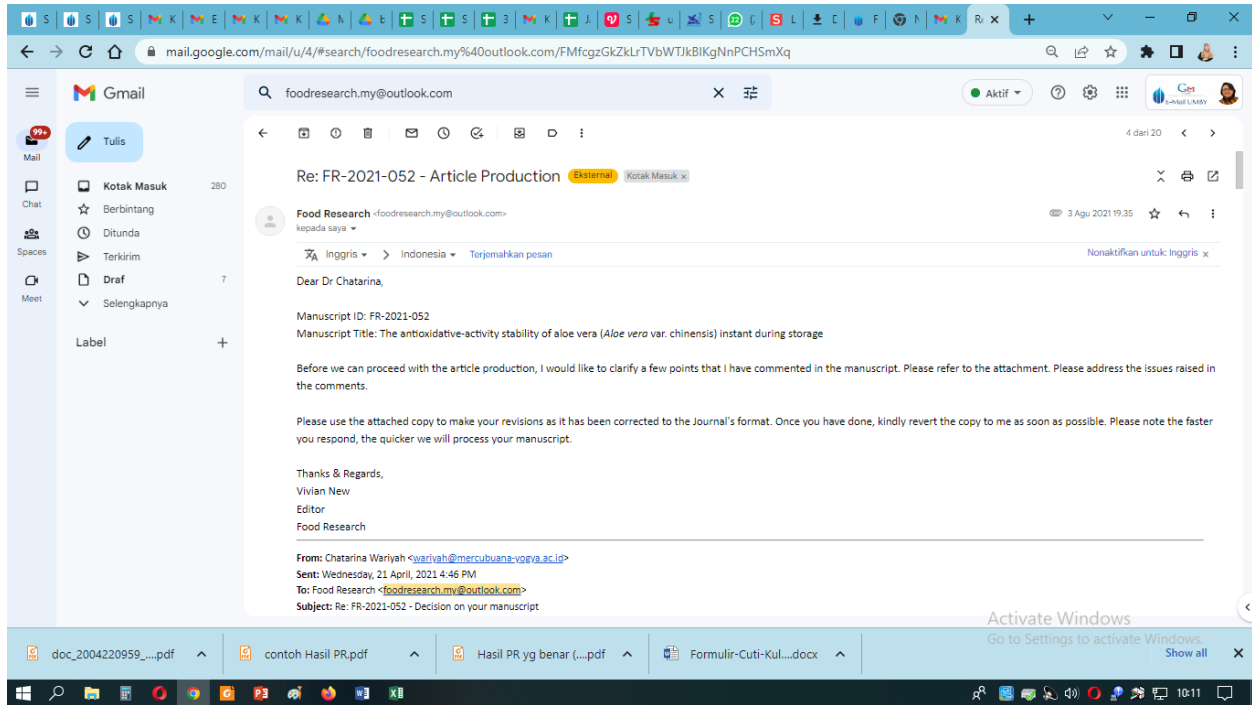 S S S K E K K N E S S 3 K J S u S C L E F N K Re
mail.google.com/mail/u/4/#search/foodresearch.my%40outlook.com/FMfcgzGkZkLrTVbWTJkBlKgNnPCHSmXq
Gmail
foodresearch.my@outlook.com
Aktif
GM
E-Mail UMBY
99+
Mail
Tulis
4 dari 20
Re: FR-2021-052 - Article Production Eksternal Kotak Masuk x
Chat
Kotak Masuk 280
Berbintang
Food Research <foodresearch.my@outlook.com>
3 Agu 2021 19.35
kepada saya
Spaces
Ditunda
Terkirim
Inggris > Indonesia Terjemahkan pesan
Nonaktifkan untuk: Inggris x
Meet
Draf 7
Selengkapnya
Label +
Dear Dr Chatarina,
Manuscript ID: FR-2021-052
Manuscript Title: The antioxidative-activity stability of aloe vera (Aloe vera var. chinensis) instant during storage
Before we can proceed with the article production, I would like to clarify a few points that I have commented in the manuscript. Please refer to the attachment. Please address the issues raised in
the comments.
Please use the attached copy to make your revisions as it has been corrected to the Journal's format. Once you have done, kindly revert the copy to me as soon as possible. Please note the faster
you respond, the quicker we will process your manuscript.
Thanks & Regards,
Vivian New
Editor
Food Research
From: Chatarina Wariyah <wariyah@mercubuana-yogya.ac.id>
Sent: Wednesday, 21 April, 2021 4:46 PM
To: Food Research <foodresearch.my@outlook.com>
Subject: Re: FR-2021-052 - Decision on your manuscript
Activate Windows
Go to Settings to activate Windows.
doc_2004220959_....pdf
contoh Hasil PR.pdf
Hasil PR yg benar (....pdf
Formulir-Cuti-Kul....docx
Show all
10:11